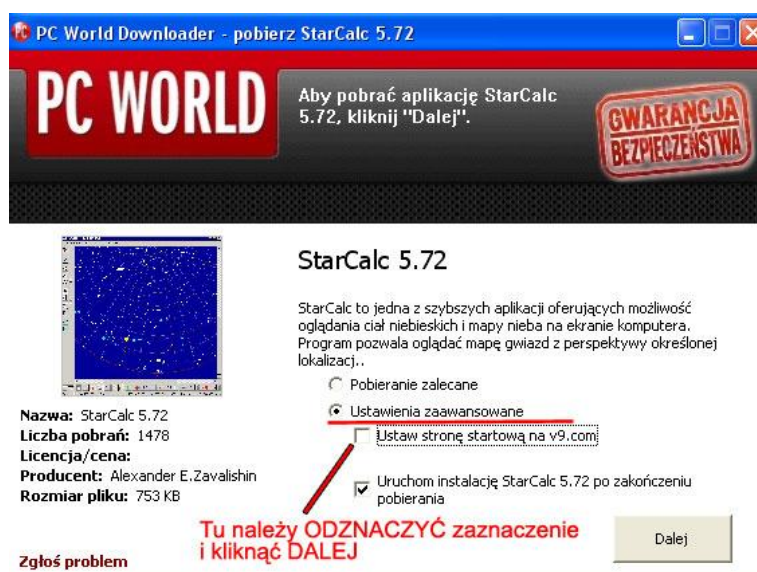 PC World Downloader - pobierz StarCalc 5.72
PC WORLD
Aby pobrać aplikację StarCalc
5.72, kliknij "Dalej".
GWARANCJA
BEZPIECZEŃSTWA
StarCalc 5.72
StarCalc to jedna z szybszych aplikacji oferujących możliwość
oglądania ciał niebieskich i mapy nieba na ekranie komputera.
Program pozwala oglądać mapę gwiazd z perspektywy określonej
lokalizacj..
Pobieranie zalecane
Ustawienia zaawansowane
Ustaw stronę startową na v9.com
Uruchom instalację StarCalc 5.72 po zakończeniu
pobierania
Nazwa: StarCalc 5.72
Liczba pobrań: 1478
Licencja/cena:
Producent: Alexander E.Zavalishin
Rozmiar pliku: 753 KB
Tu należy ODZNACZYĆ zaznaczenie
i kliknąć DALEJ
Dalej
Zgłoś problem